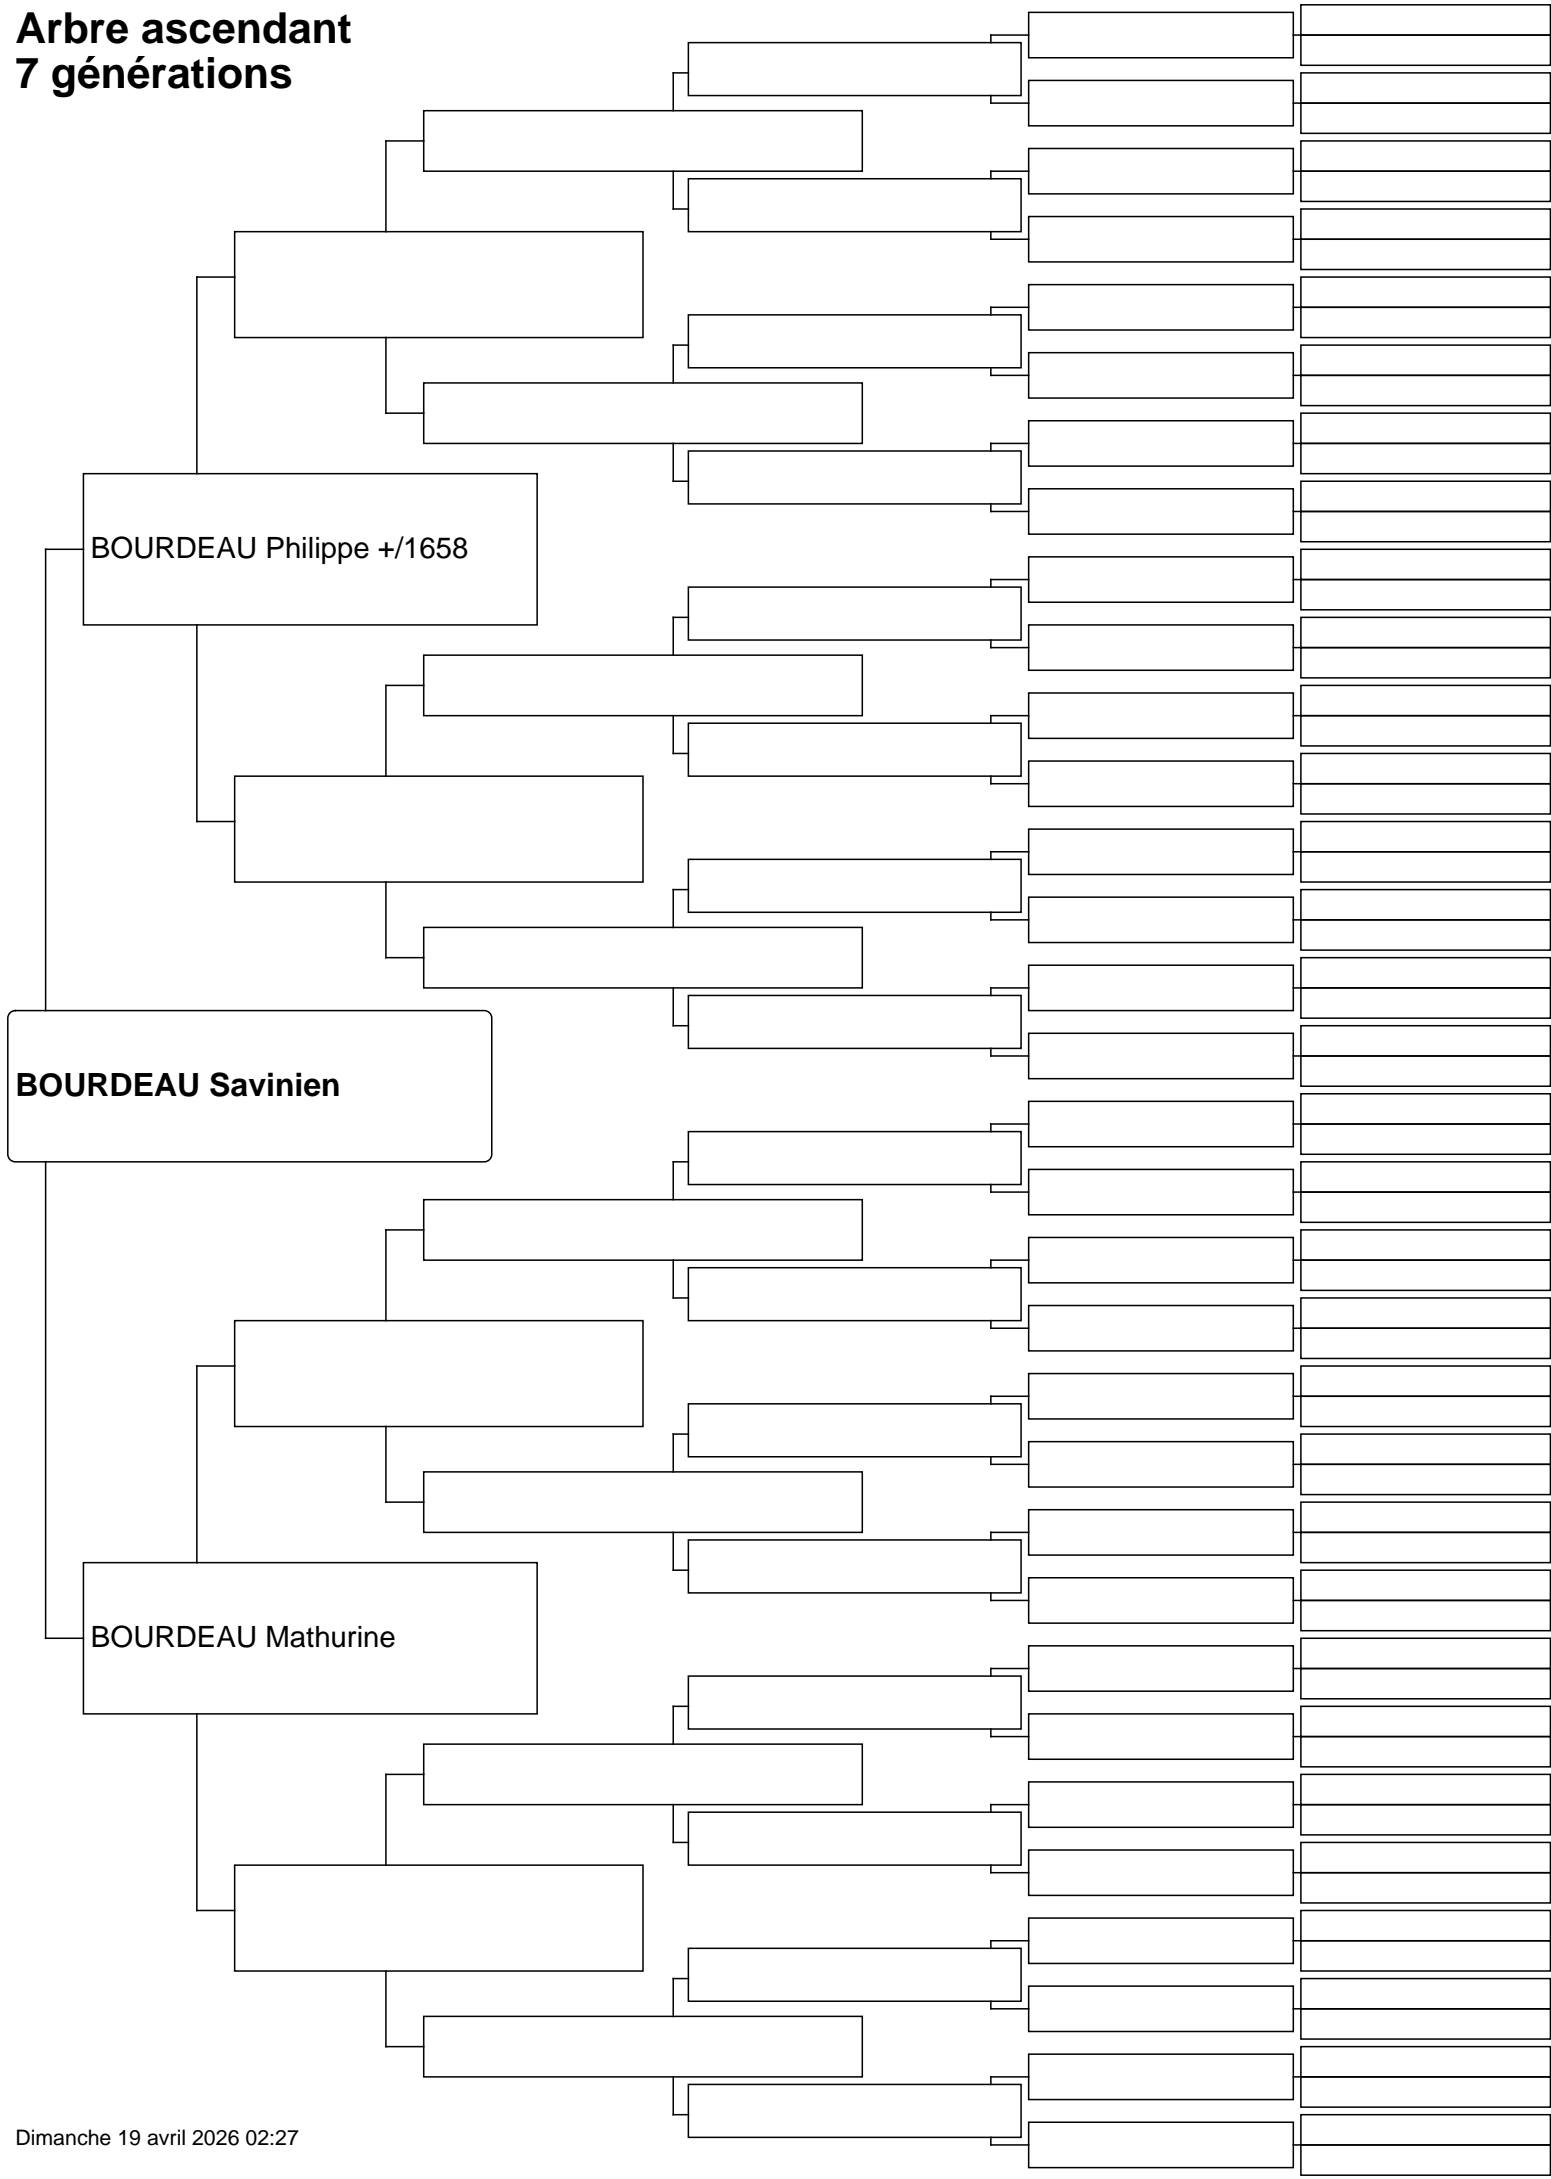 Arbre ascendant
7 générations
BOURDEAU Philippe +/1658
BOURDEAU Savinien
BOURDEAU Mathurine
Dimanche 19 avril 2026 02:27